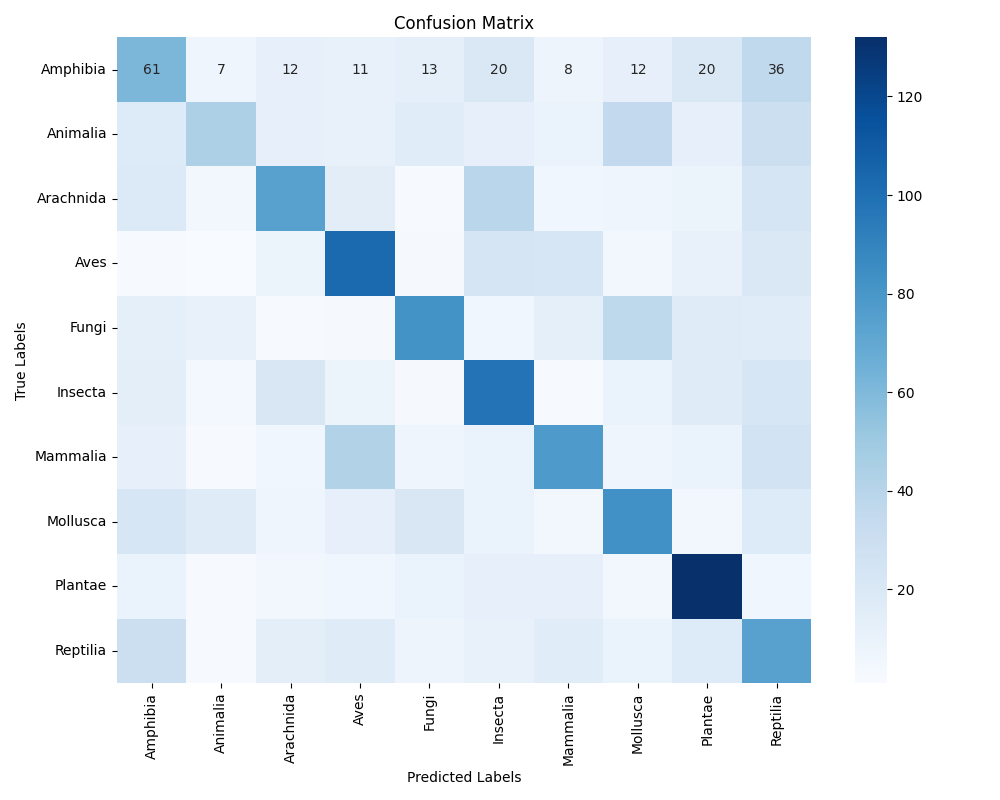 Confusion Matrix
Amphibia 61 7 12 11 13 20 8 12 20 36
Animalia
Arachnida
Aves
Fungi
Insecta
Mammalia
Mollusca
Plantae
Reptilia
True Labels
Amphibia Animalia Arachnida Aves Fungi Insecta Mammalia Mollusca Plantae Reptilia
Predicted Labels
120
100
80
60
40
20